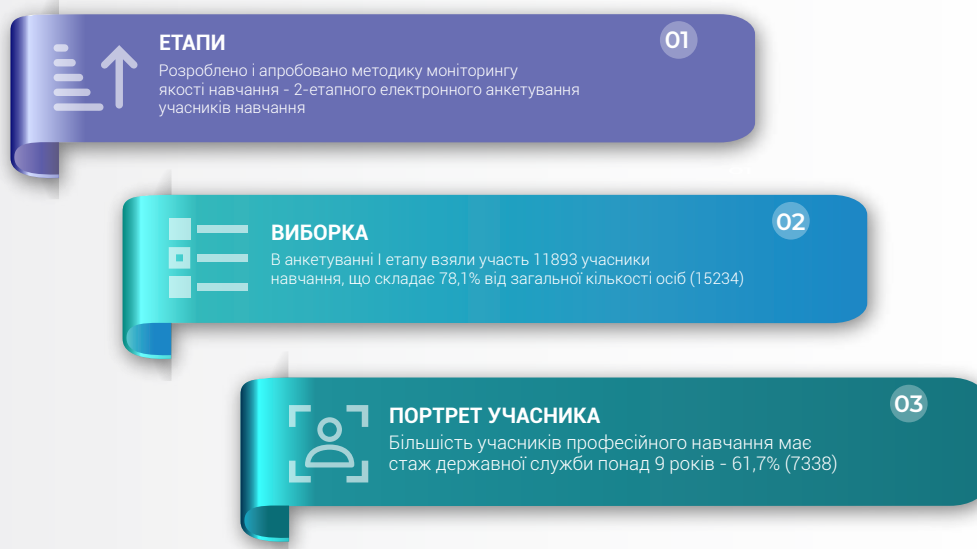 01
ЕТАПИ
Розроблено і апробовано методику моніторингу
якості навчання - 2-етапного електронного анкетування
учасників навчання
02
ВИБОРКА
В анкетуванні І етапу взяли участь 11893 учасники
навчання, що складає 78,1% від загальної кількості осіб (15234)
03
ПОРТРЕТ УЧАСНИКА
Більшість учасників професійного навчання має
стаж державної служби понад 9 років - 61,7% (7338)